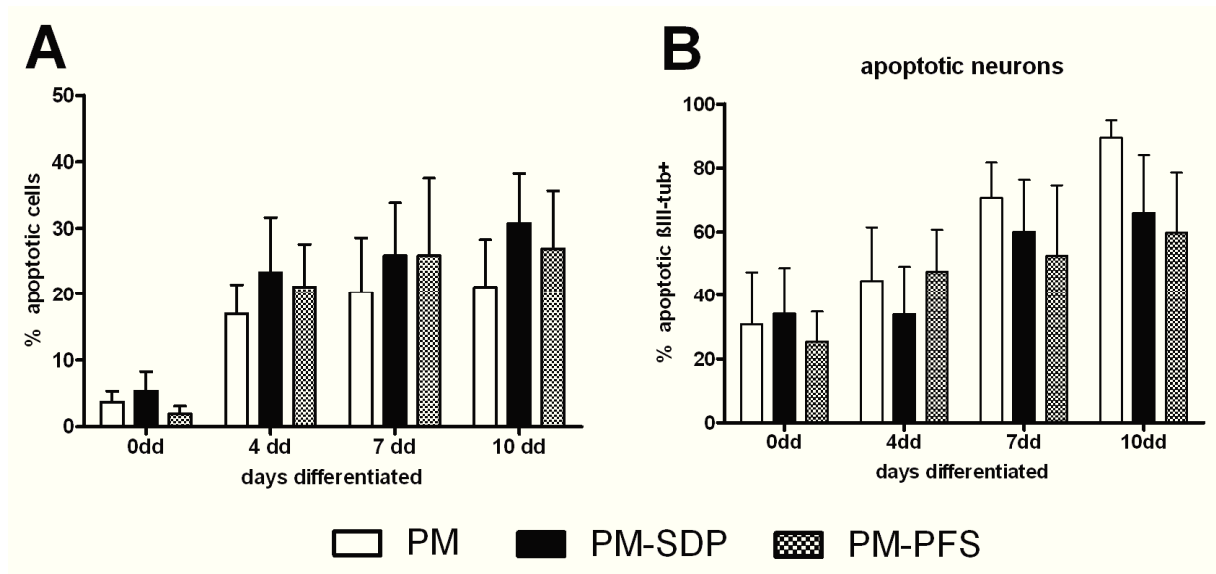 A
50
40
30
20
10
0
% apoptotic cells
0dd 4 dd 7 dd 10 dd
days differentiated
B
apoptotic neurons
100
80
60
40
20
0
% apoptotic ßIII-tub+
0dd 4dd 7dd 10dd
days differentiated
PM PM-SDP PM-PFS